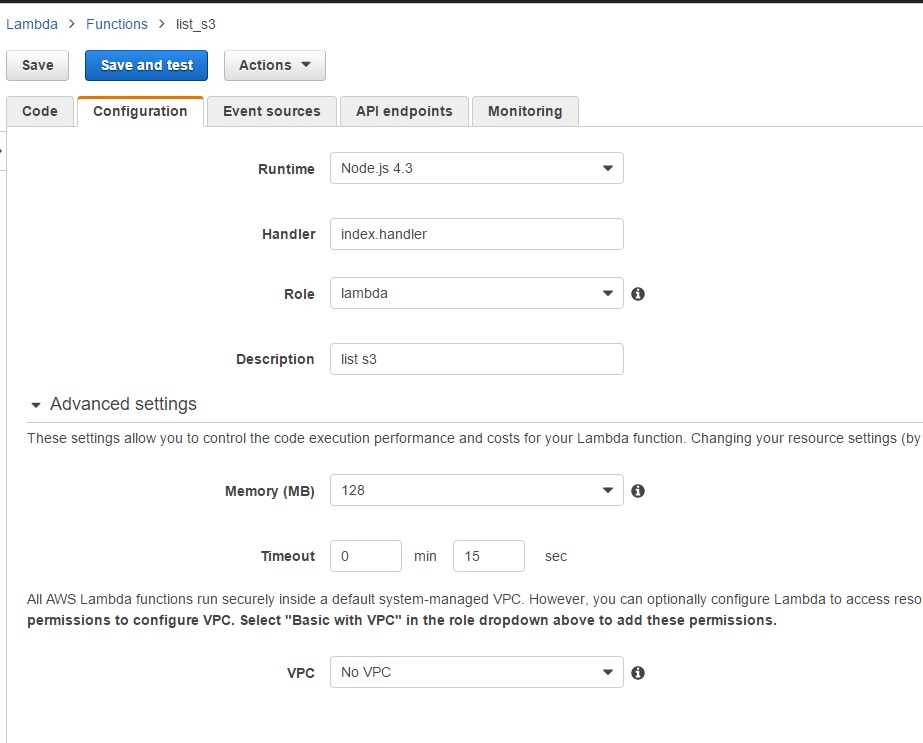 Lambda > Functions > list_s3
Save Save and test Actions
Code Configuration Event sources API endpoints Monitoring
Runtime Node.js 4.3
Handler index.handler
Role lambda
Description list s3
Advanced settings
These settings allow you to control the code execution performance and costs for your Lambda function. Changing your resource settings (by
Memory (MB) 128
Timeout 0 min 15 sec
All AWS Lambda functions run securely inside a default system-managed VPC. However, you can optionally configure Lambda to access reso
permissions to configure VPC. Select "Basic with VPC" in the role dropdown above to add these permissions.
VPC No VPC